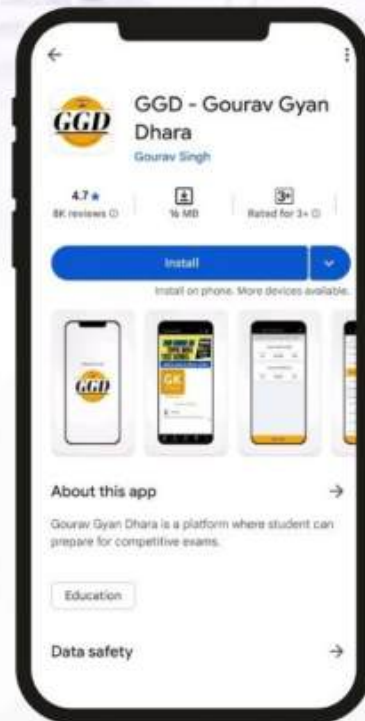 GGD
GGD - Gourav Gyan
Dhara
Gourav Singh
4.7 ★
8K reviews
16 MB
3+
Rated for 3+
Install
Install on phone. More devices available.
GGD
GK
About this app
Gourav Gyan Dhara is a platform where student can
prepare for competitive exams.
Education
Data safety